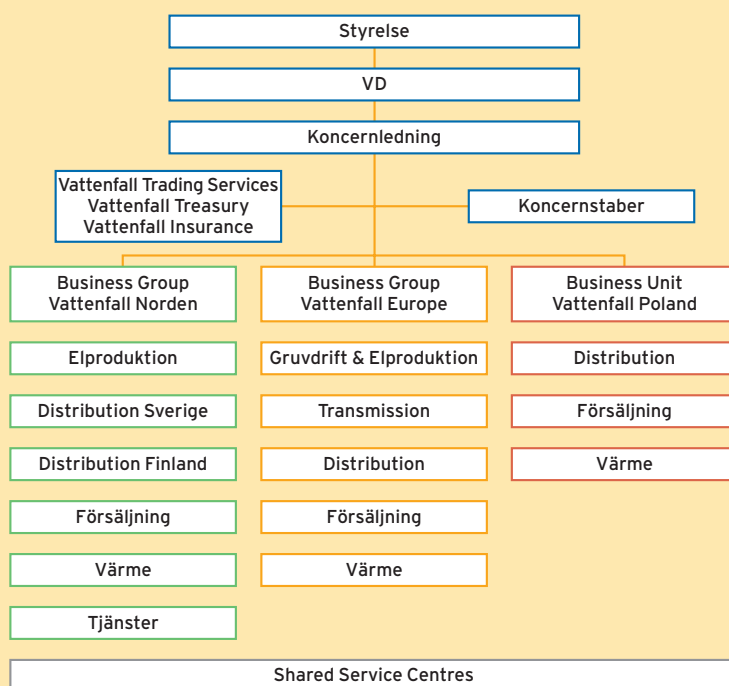 Styrelse
VD
Koncernledning
Vattenfall Trading Services
Vattenfall Treasury
Vattenfall Insurance
Koncernstaber
Business Group
Vattenfall Norden
Elproduktion
Distribution Sverige
Distribution Finland
Försäljning
Värme
Tjänster
Business Group
Vattenfall Europe
Gruvdrift & Elproduktion
Transmission
Distribution
Försäljning
Värme
Business Unit
Vattenfall Poland
Distribution
Försäljning
Värme
Shared Service Centres